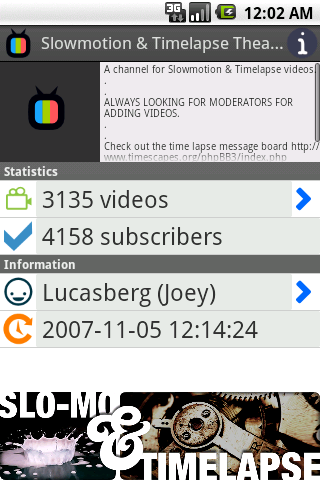 3G
12:02 AM
Slowmotion & Timelapse Thea...
A channel for Slowmotion & Timelapse videos.
.
.
ALWAYS LOOKING FOR MODERATORS FOR
ADDING VIDEOS.
.
.
Check out the time lapse message board http://
www.timescapes.org/phpBB3/index.php
Statistics
3135 videos
4158 subscribers
Information
Lucasberg (Joey)
2007-11-05 12:14:24
SLO-MO
&
TIMELAPSE